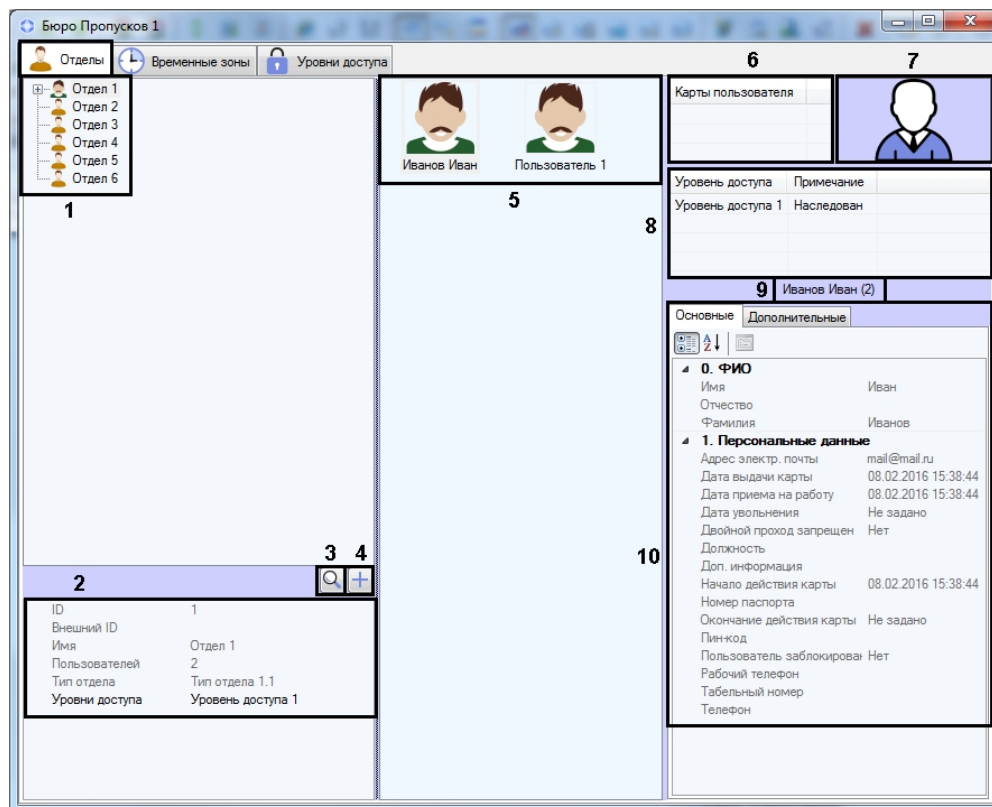 Бюро Пропусков 1
Отделы
Временные зоны
Уровни доступа
Отдел 1
Отдел 2
Отдел 3
Отдел 4
Отдел 5
Отдел 6
1
2
3
4
ID 1
Внешний ID
Имя Отдел 1
Пользователей 2
Тип отдела Тип отдела 1.1
Уровни доступа Уровень доступа 1
Иванов Иван
Пользователь 1
5
6
7
Карты пользователя
8
Уровень доступа Примечание
Уровень доступа 1 Наследован
9
Иванов Иван (2)
10
Основные
Дополнительные
0. ФИО
Имя Иван
Отчество
Фамилия Иванов
1. Персональные данные
Адрес электр. почты mail@mail.ru
Дата выдачи карты 08.02.2016 15:38:44
Дата приема на работу 08.02.2016 15:38:44
Дата увольнения Не задано
Двойной проход запрещен Нет
Должность
Доп. информация
Начало действия карты 08.02.2016 15:38:44
Номер паспорта
Окончание действия карты Не задано
Пин-код
Пользователь заблокирован Нет
Рабочий телефон
Табельный номер
Телефон